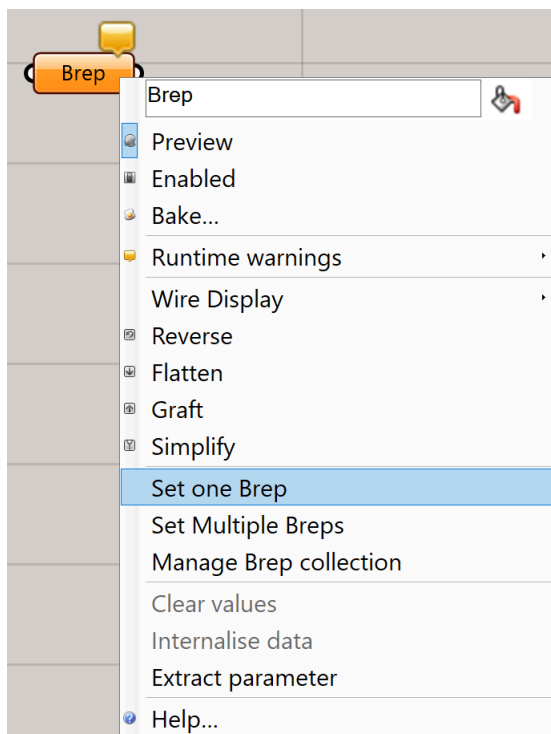 Brep
Brep
Preview
Enabled
Bake...
Runtime warnings
Wire Display
Reverse
Flatten
Graft
Simplify
Set one Brep
Set Multiple Breps
Manage Brep collection
Clear values
Internalise data
Extract parameter
Help...